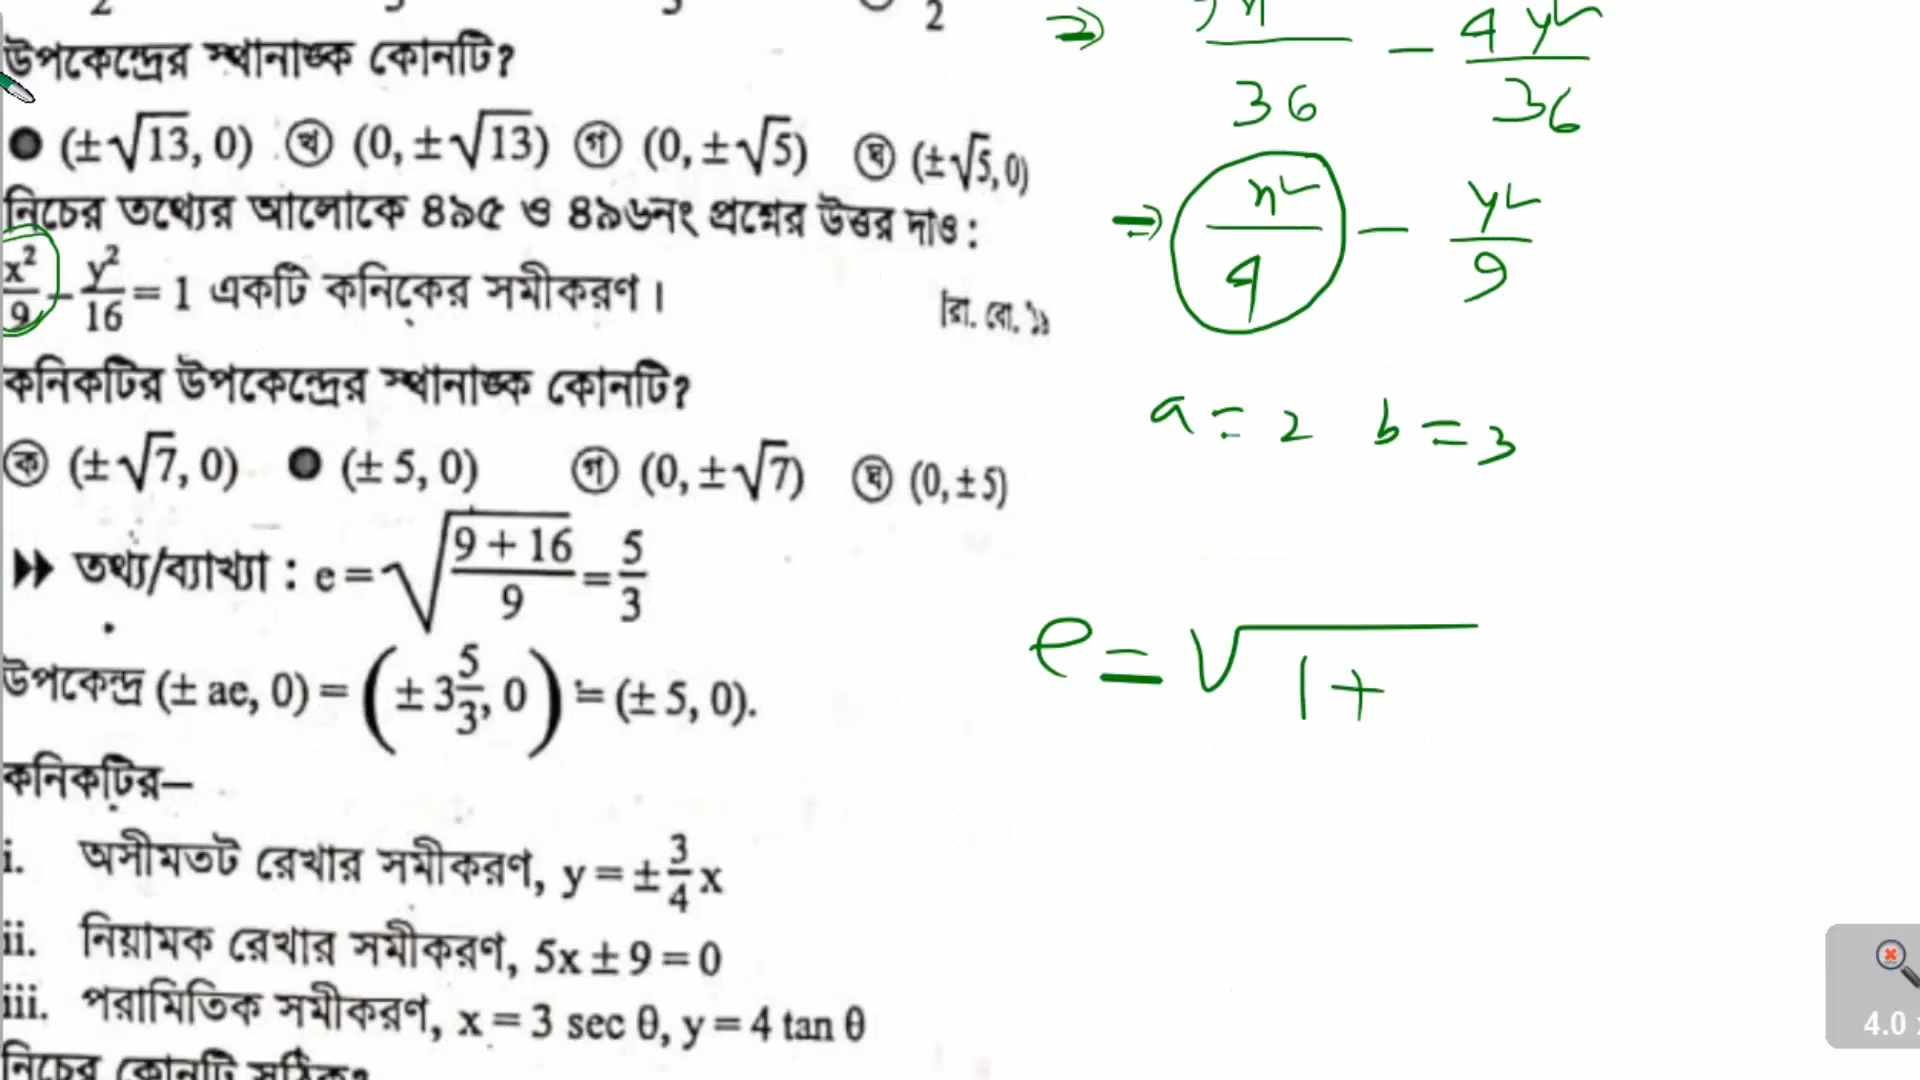 উপকেন্দ্রের স্থানাঙ্ক কোনটি?
(±√13, 0) খ (0, ±√13) গ (0, ±√5) ঘ (±√5, 0)
নিচের তথ্যের আলোকে ৪৯৫ ও ৪৯৬নং প্রশ্নের উত্তর দাও :
x²/9 - y²/16 = 1 একটি কনিকের সমীকরণ। [রা. বো. ১৯
কনিকটির উপকেন্দ্রের স্থানাঙ্ক কোনটি?
ক (±√7, 0) (± 5, 0) গ (0, ±√7) ঘ (0, ± 5)
তথ্য/ব্যাখ্যা : e = √((9 + 16)/9) = 5/3
উপকেন্দ্র (± ae, 0) = (± 3 5/3, 0) = (± 5, 0).
কনিকটির–
i. অসীমতট রেখার সমীকরণ, y = ± 3/4 x
ii. নিয়ামক রেখার সমীকরণ, 5x ± 9 = 0
iii. পরামিতিক সমীকরণ, x = 3 sec θ, y = 4 tan θ
নিচের কোনটি সঠিক?
36 - 4y²/36
⇒ x²/4 - y²/9
a = 2 b = 3
e = √1 +
4.0